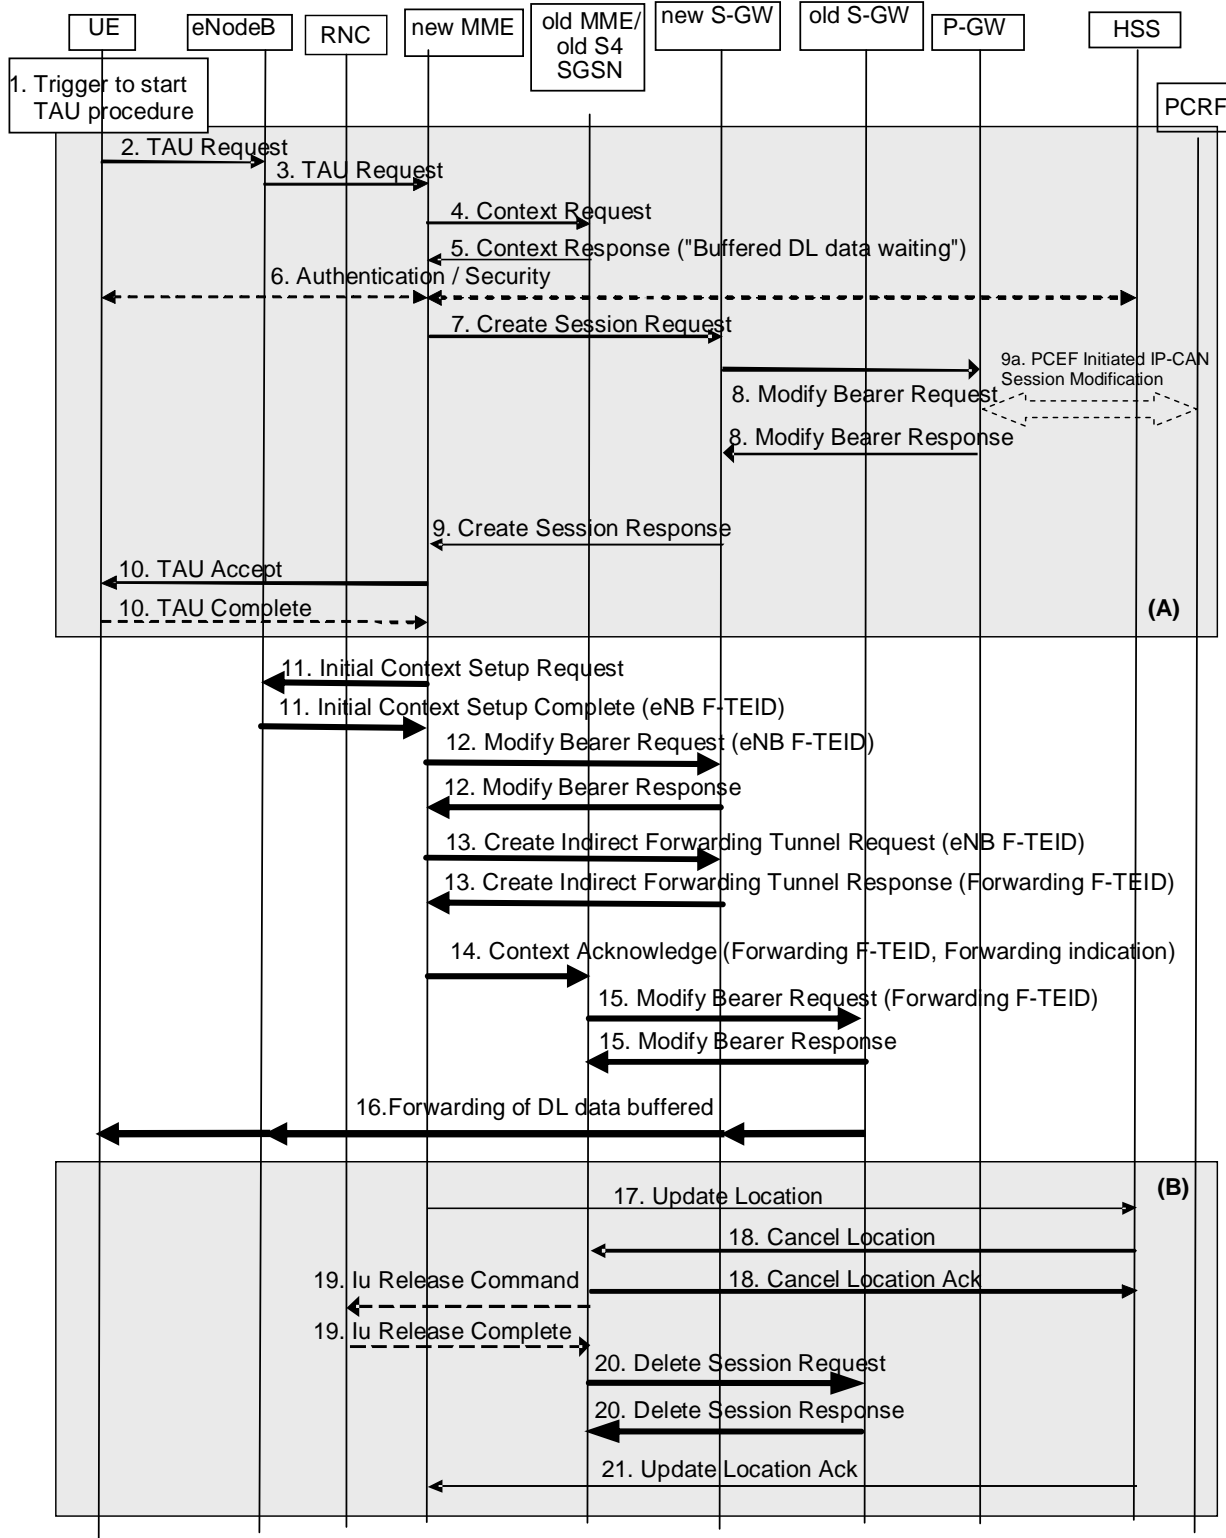 UE
eNodeB
RNC
new MME
old MME/
old S4
SGSN
new S-GW
old S-GW
P-GW
HSS
PCRF
1. Trigger to start
TAU procedure
2. TAU Request
3. TAU Request
4. Context Request
5. Context Response ("Buffered DL data waiting")
6. Authentication / Security
7. Create Session Request
9a. PCEF Initiated IP-CAN
Session Modification
8. Modify Bearer Request
8. Modify Bearer Response
9. Create Session Response
10. TAU Accept
10. TAU Complete
(A)
11. Initial Context Setup Request
11. Initial Context Setup Complete (eNB F-TEID)
12. Modify Bearer Request (eNB F-TEID)
12. Modify Bearer Response
13. Create Indirect Forwarding Tunnel Request (eNB F-TEID)
13. Create Indirect Forwarding Tunnel Response (Forwarding F-TEID)
14. Context Acknowledge (Forwarding F-TEID, Forwarding indication)
15. Modify Bearer Request (Forwarding F-TEID)
15. Modify Bearer Response
16.Forwarding of DL data buffered
(B)
17. Update Location
18. Cancel Location
19. Iu Release Command
18. Cancel Location Ack
19. Iu Release Complete
20. Delete Session Request
20. Delete Session Response
21. Update Location Ack